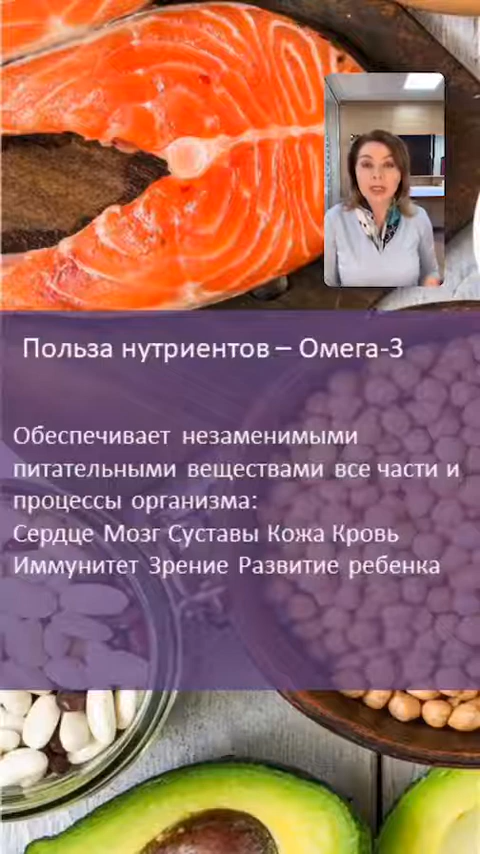 Польза нутриентов – Омега-3
Обеспечивает незаменимыми
питательными веществами все части и
процессы организма:
Сердце Мозг Суставы Кожа Кровь
Иммунитет Зрение Развитие ребенка